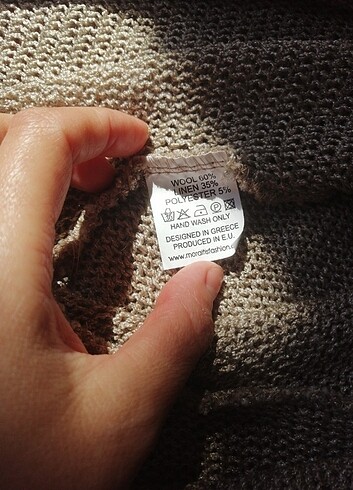 WOOL 60%
LINEN 35%
POLYESTER 5%
HAND WASH ONLY
DESIGNED IN GREECE
PRODUCED IN E.U.